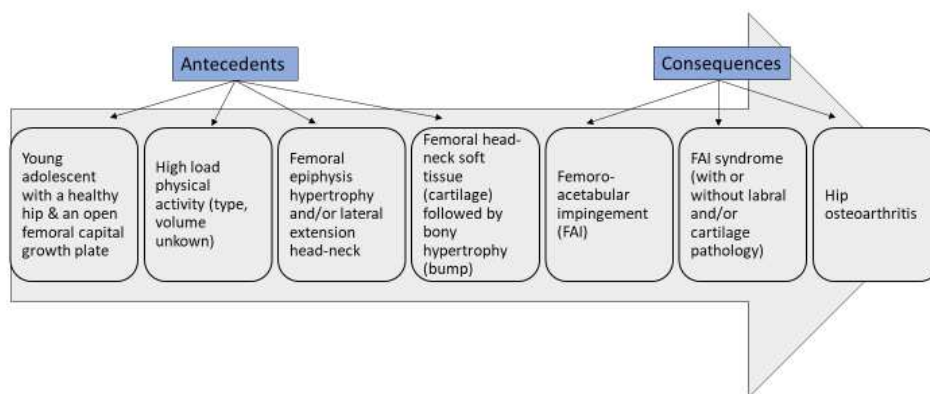 Antecedents
Consequences
Young
adolescent
with a healthy
hip & an open
femoral capital
growth plate
High load
physical
activity (type,
volume
unkown)
Femoral
epiphysis
hypertrophy
and/or lateral
extension
head-neck
Femoral head-
neck soft
tissue
(cartilage)
followed by
bony
hypertrophy
(bump)
Femoro-
acetabular
impingement
(FAI)
FAI syndrome
(with or
without labral
and/or
cartilage
pathology)
Hip
osteoarthritis